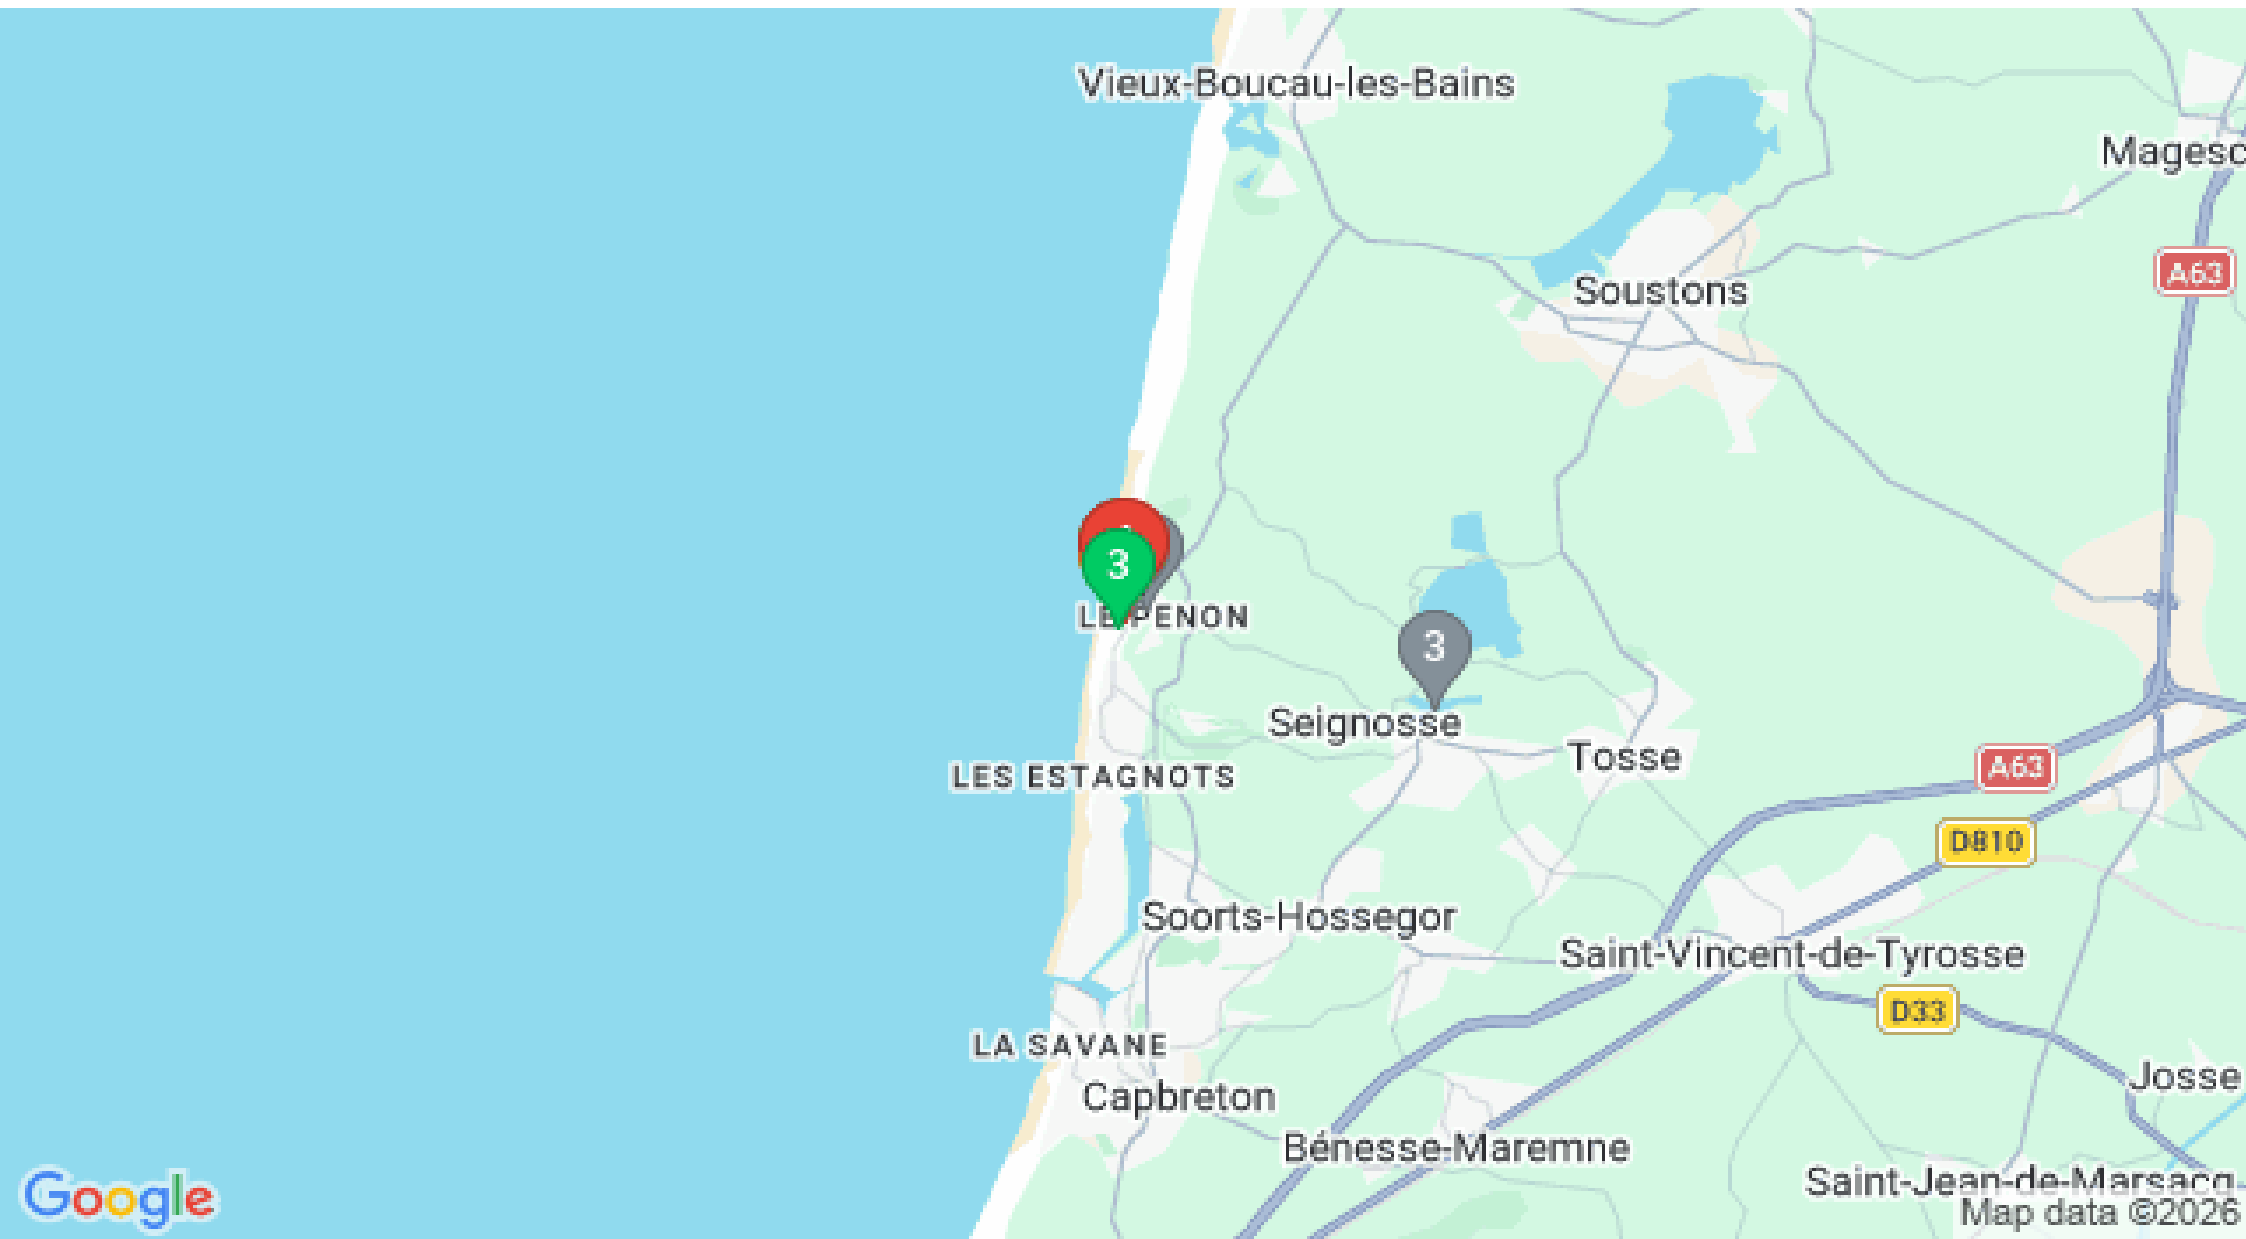 Vieux-Boucau-les-Bains
Magesc
A63
Soustons
3
LE PENON
3
Seignosse
Tosse
LES ESTAGNOTS
A63
D810
Soorts-Hossegor
Saint-Vincent-de-Tyrosse
D33
LA SAVANE
Josse
Capbreton
Bénesse-Maremne
Saint-Jean-de-Marsacq
Google
Map data ©2026